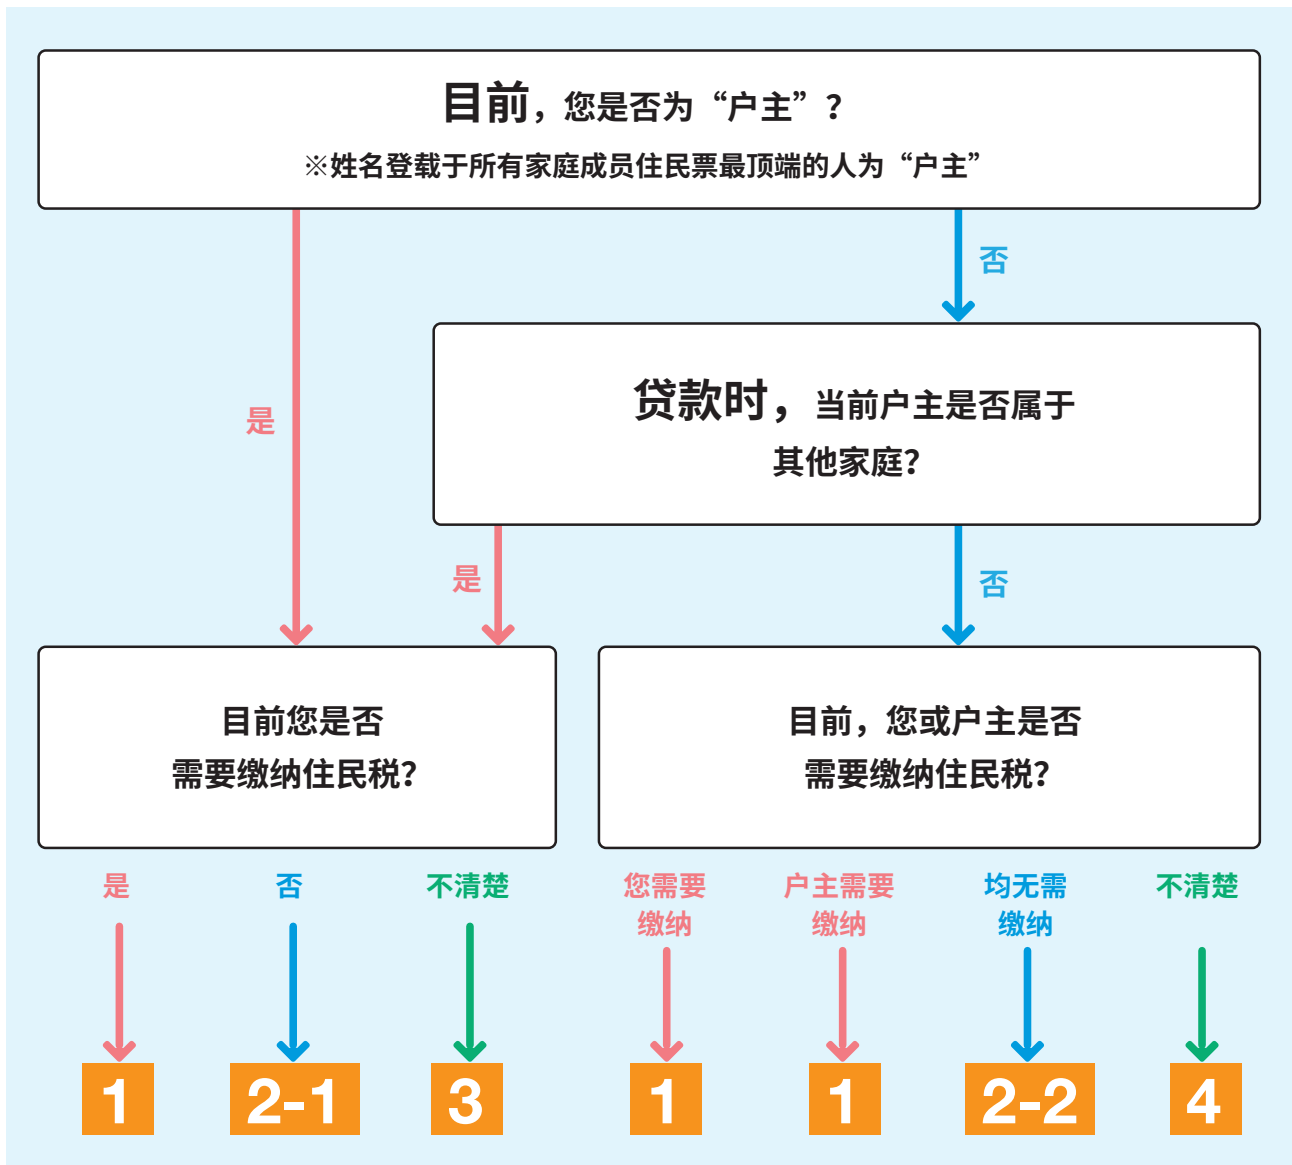 目前，您是否为“户主”？
※姓名登载于所有家庭成员住民票最顶端的人为“户主”
否
是
贷款时，当前户主是否属于
其他家庭？
是
否
目前您是否
需要缴纳住民税？
目前，您或户主是否
需要缴纳住民税？
是
否
不清楚
您需要
缴纳
户主需要
缴纳
均无需
缴纳
不清楚
1
2-1
3
1
1
2-2
4